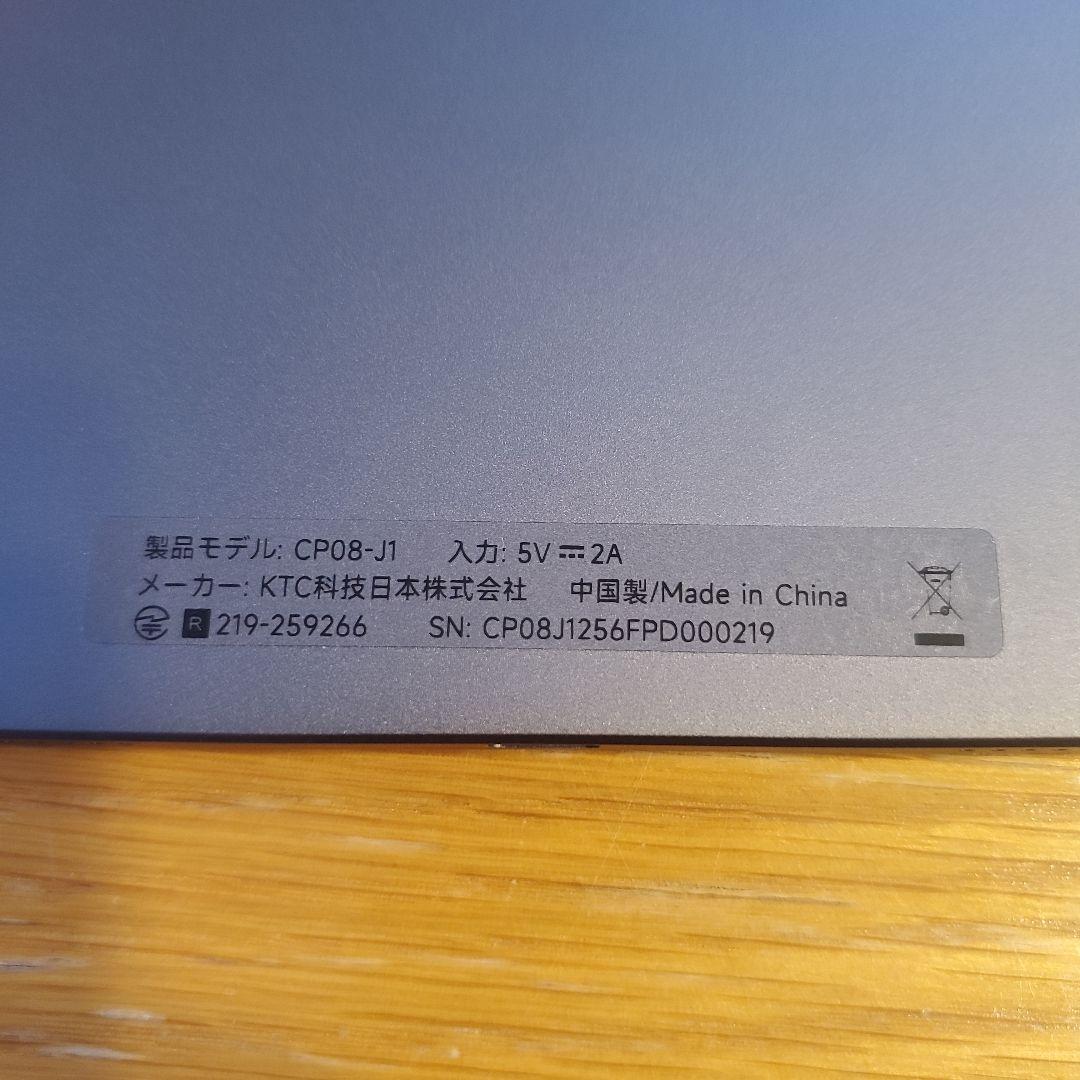 製品モデル: CP08-J1 入力: 5V⎓2A
メーカー: KTC科技日本株式会社 中国製/Made in China
R 219-259266 SN: CP08J1256FPD000219